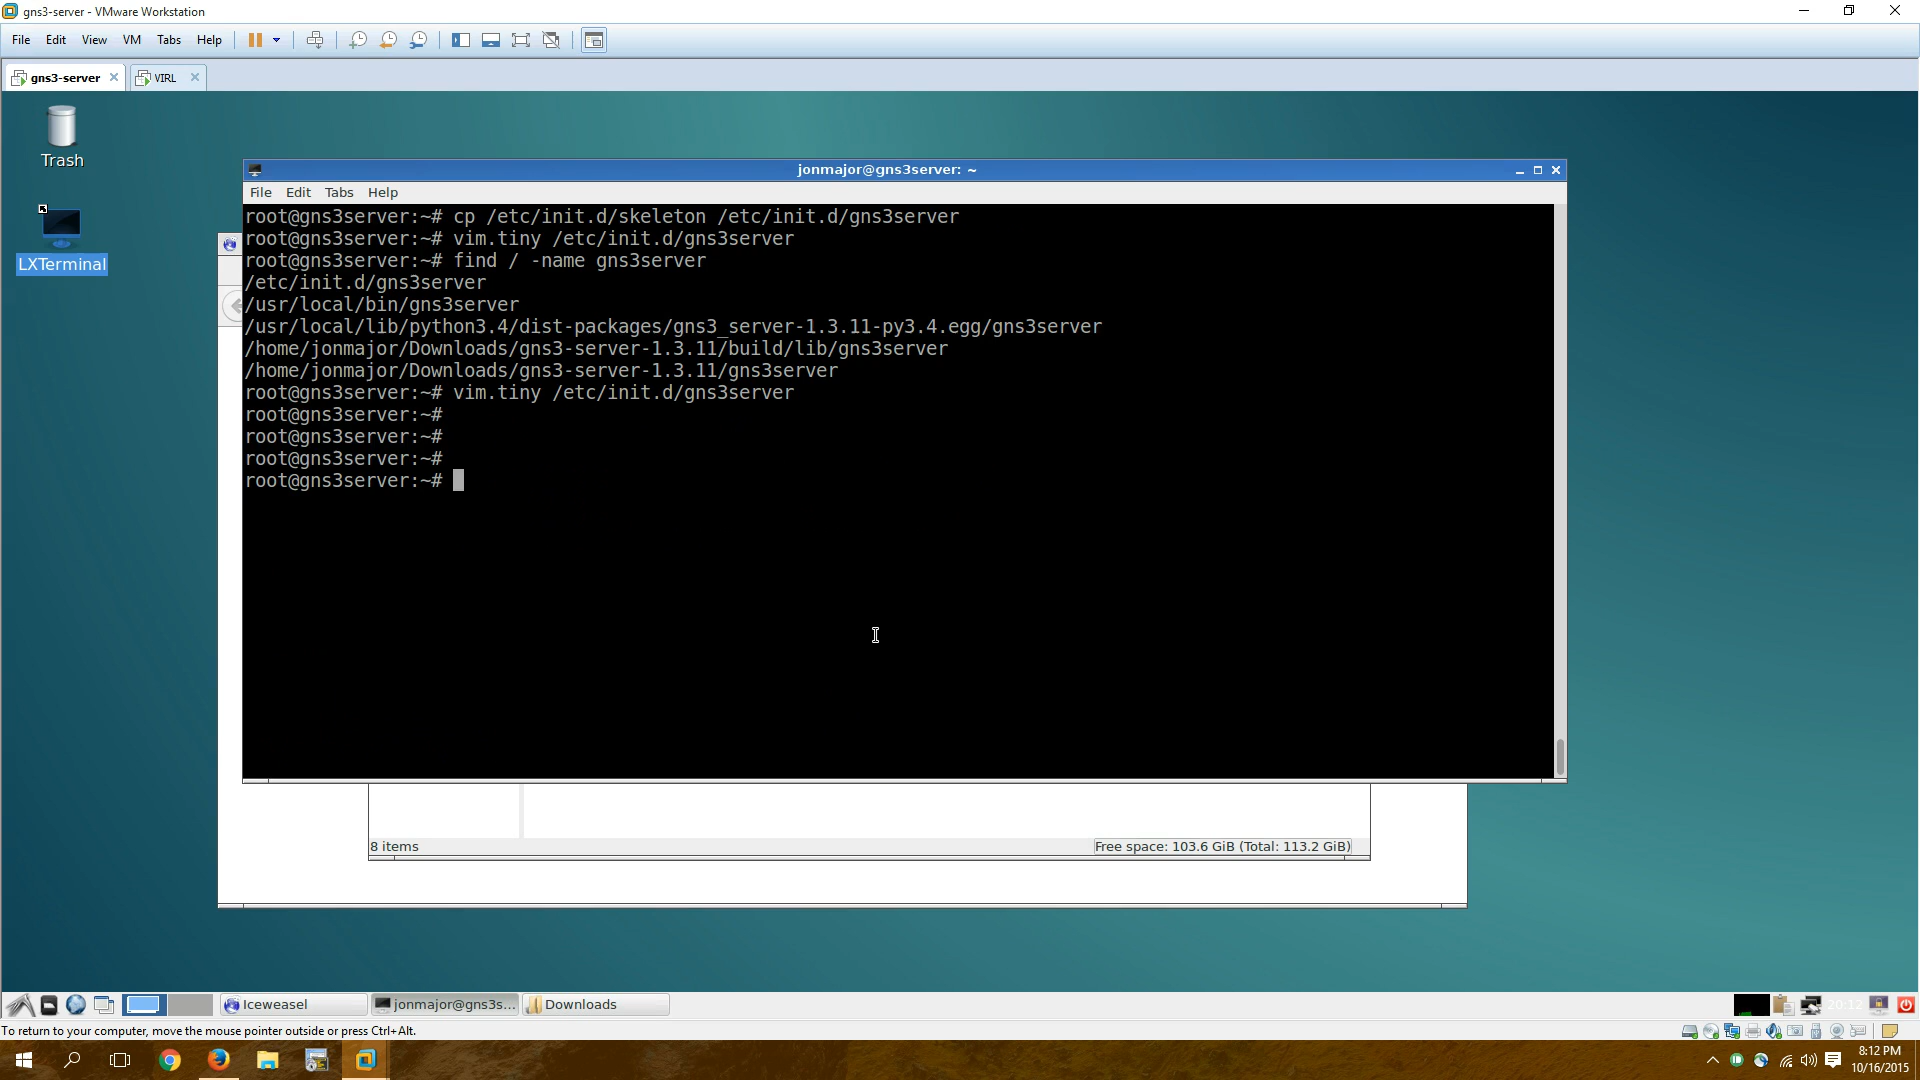 gns3-server - VMware Workstation
File Edit View VM Tabs Help
gns3-server VIRL
Trash
LXTerminal
jonmajor@gns3server: ~
File Edit Tabs Help
root@gns3server:~# cp /etc/init.d/skeleton /etc/init.d/gns3server
root@gns3server:~# vim.tiny /etc/init.d/gns3server
root@gns3server:~# find / -name gns3server
/etc/init.d/gns3server
/usr/local/bin/gns3server
/usr/local/lib/python3.4/dist-packages/gns3_server-1.3.11-py3.4.egg/gns3server
/home/jonmajor/Downloads/gns3-server-1.3.11/build/lib/gns3server
/home/jonmajor/Downloads/gns3-server-1.3.11/gns3server
root@gns3server:~# vim.tiny /etc/init.d/gns3server
root@gns3server:~#
root@gns3server:~#
root@gns3server:~#
root@gns3server:~#
8 items Free space: 103.6 GiB (Total: 113.2 GiB)
Iceweasel jonmajor@gns3s... Downloads 20:12
To return to your computer, move the mouse pointer outside or press Ctrl+Alt.
8:12 PM
10/16/2015